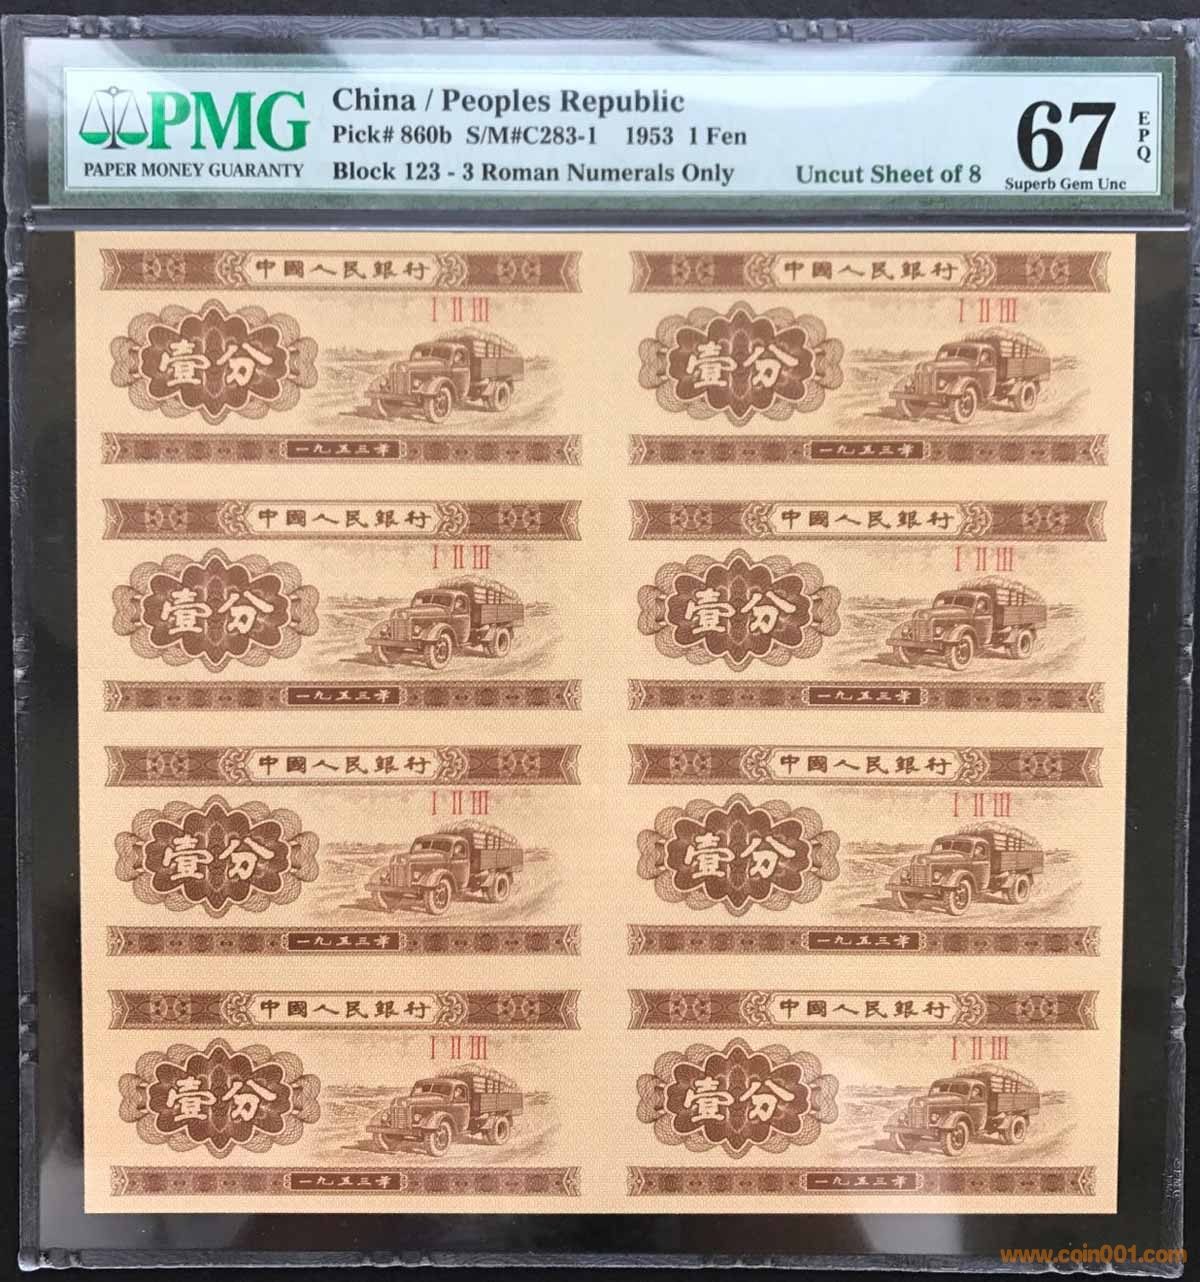 PMG
PAPER MONEY GUARANTY
China / Peoples Republic
Pick# 860b S/M#C283-1 1953 1 Fen
Block 123 - 3 Roman Numerals Only
Uncut Sheet of 8
67
EPQ
Superb Gem Unc
中國人民銀行
I II III
壹分
一九五三年
中國人民銀行
I II III
壹分
一九五三年
中國人民銀行
I II III
壹分
一九五三年
中國人民銀行
I II III
壹分
一九五三年
中國人民銀行
I II III
壹分
一九五三年
中國人民銀行
I II III
壹分
一九五三年
中國人民銀行
I II III
壹分
一九五三年
中國人民銀行
I II III
壹分
一九五三年
www.coin001.com